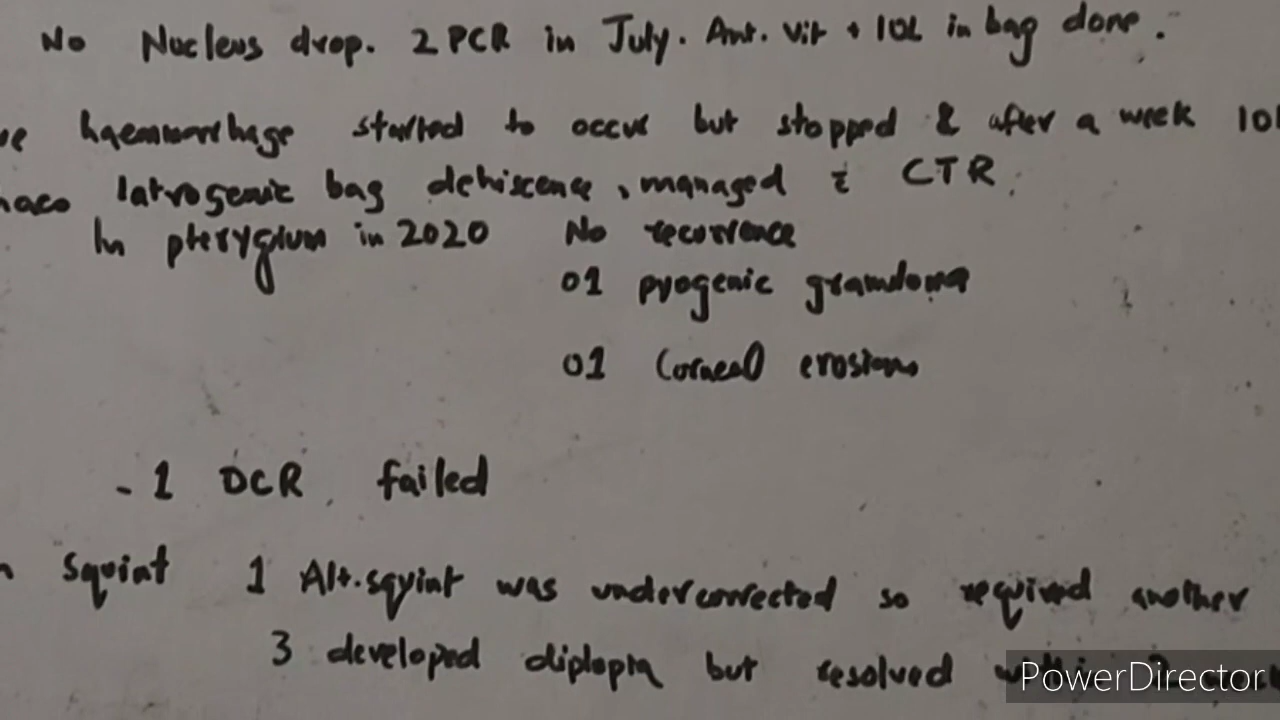 No Nucleus drop. 2 PCR in July. Ant. vit + IOL in bag done.
haemorrhage started to occur but stopped & after a week IOL
Iatrogenic bag dehiscence, managed c̄ CTR.
In pterygium in 2020 No recurrence
01 pyogenic granuloma
01 Corneal erosions
- 1 DCR failed
squint 1 Alt. squint was undercorrected so required another
3 developed diplopia but resolved
PowerDirector